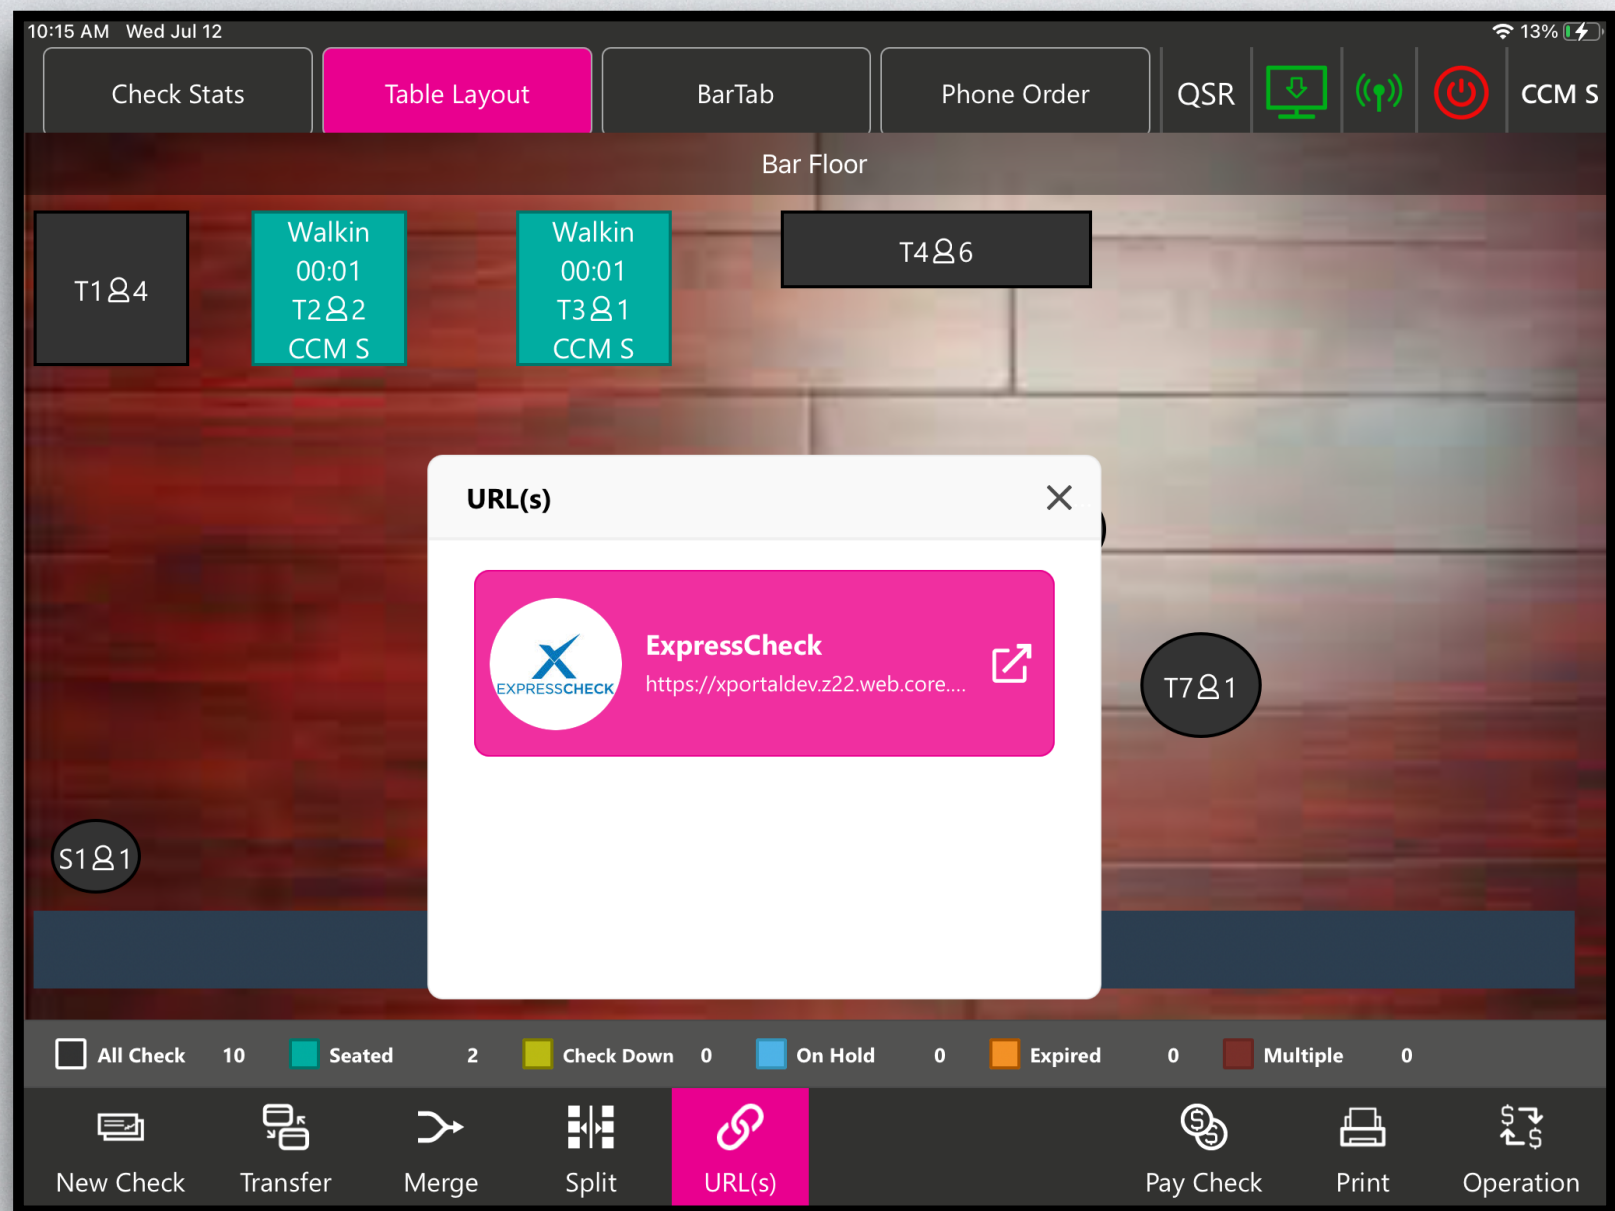 10:15 AM Wed Jul 12
13%
Check Stats
Table Layout
BarTab
Phone Order
QSR
CCM S
Bar Floor
T1 4
Walkin
00:01
T2 2
CCM S
Walkin
00:01
T3 1
CCM S
T4 6
URL(s)
EXPRESSCHECK
ExpressCheck
https://xportaldev.z22.web.core....
T7 1
S1 1
All Check 10
Seated 2
Check Down 0
On Hold 0
Expired 0
Multiple 0
New Check
Transfer
Merge
Split
URL(s)
Pay Check
Print
Operation